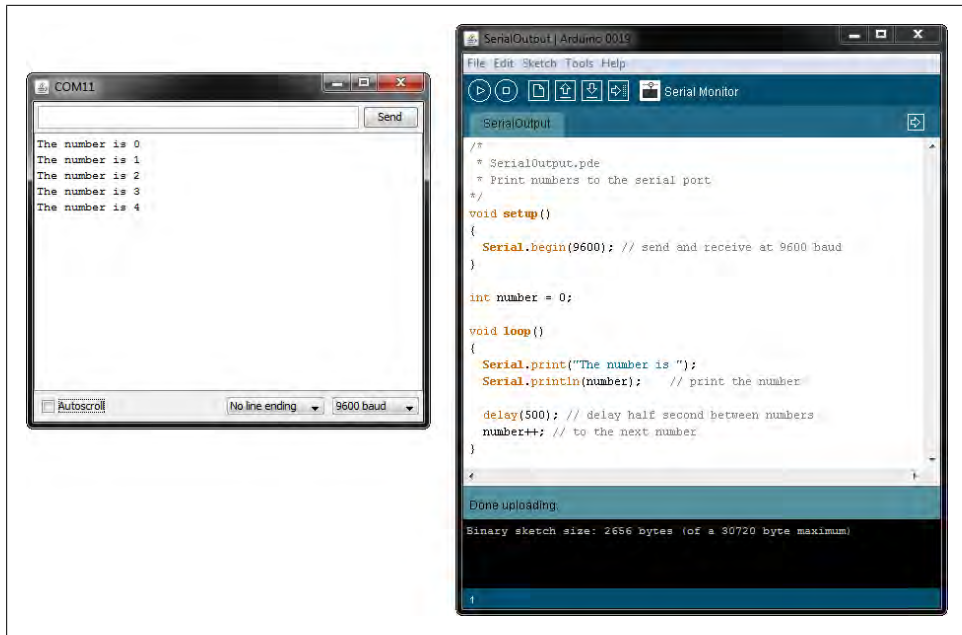 COM11
Send
The number is 0
The number is 1
The number is 2
The number is 3
The number is 4
Autoscroll
No line ending
9600 baud
SerialOutput | Arduino 0019
File Edit Sketch Tools Help
Serial Monitor
SerialOutput
/*
* SerialOutput.pde
* Print numbers to the serial port
*/
void setup()
{
Serial.begin(9600); // send and receive at 9600 baud
}
int number = 0;
void loop()
{
Serial.print("The number is ");
Serial.println(number); // print the number
delay(500); // delay half second between numbers
number++; // to the next number
}
Done uploading.
Binary sketch size: 2656 bytes (of a 30720 byte maximum)
1